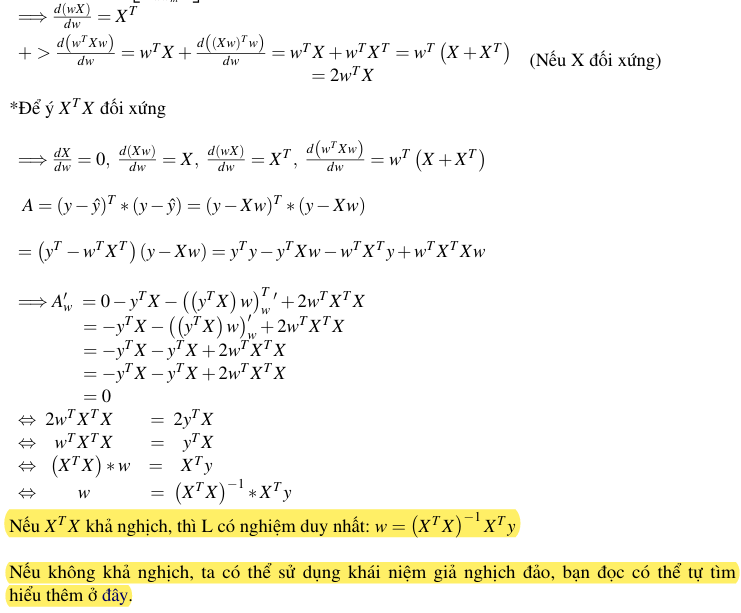 ⟹ d(wX)/dw = X^T
+ > d(w^T Xw)/dw = w^T X + d((Xw)^T w)/dw = w^T X + w^T X^T = w^T (X + X^T) (Nếu X đối xứng)
= 2w^T X
*Để ý X^T X đối xứng
⟹ dX/dw = 0, d(Xw)/dw = X, d(wX)/dw = X^T, d(w^T Xw)/dw = w^T (X + X^T)
A = (y − ŷ)^T * (y − ŷ) = (y − Xw)^T * (y − Xw)
= (y^T − w^T X^T) (y − Xw) = y^T y − y^T Xw − w^T X^T y + w^T X^T Xw
⟹ A′_w = 0 − y^T X − ((y^T X) w)^T_w ′ + 2w^T X^T X
= −y^T X − ((y^T X) w)′_w + 2w^T X^T X
= −y^T X − y^T X + 2w^T X^T X
= −y^T X − y^T X + 2w^T X^T X
= 0
⇔ 2w^T X^T X = 2y^T X
⇔ w^T X^T X = y^T X
⇔ (X^T X) * w = X^T y
⇔ w = (X^T X)^−1 * X^T y
Nếu X^T X khả nghịch, thì L có nghiệm duy nhất: w = (X^T X)^−1 X^T y
Nếu không khả nghịch, ta có thể sử dụng khái niệm giả nghịch đảo, bạn đọc có thể tự tìm
hiểu thêm ở đây.